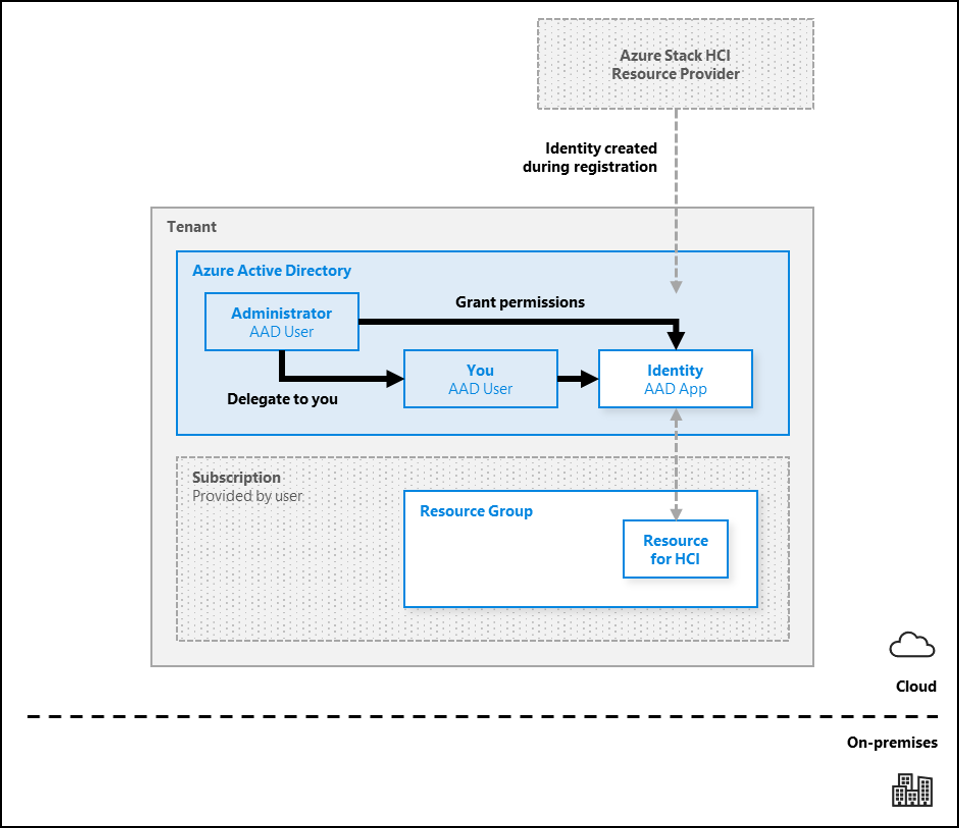 Azure Stack HCI
Resource Provider
Identity created
during registration
Tenant
Azure Active Directory
Administrator
AAD User
Grant permissions
You
AAD User
Identity
AAD App
Delegate to you
Subscription
Provided by user
Resource Group
Resource
for HCI
Cloud
On-premises